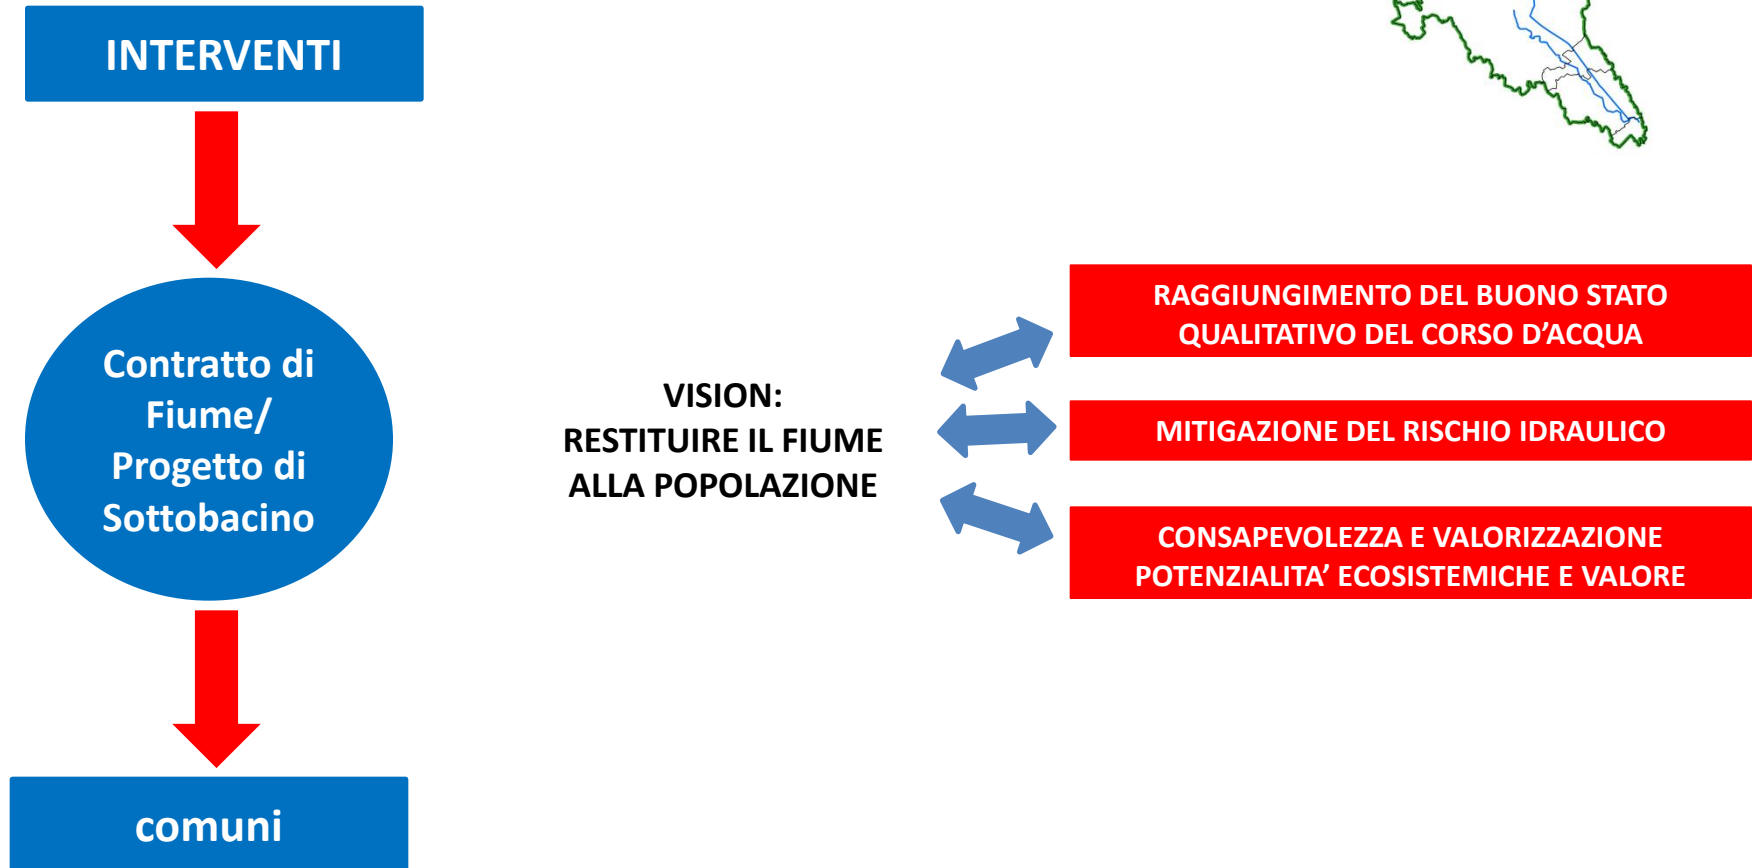 INTERVENTI
Contratto di
Fiume/
Progetto di
Sottobacino
comuni
VISION:
RESTITUIRE IL FIUME
ALLA POPOLAZIONE
RAGGIUNGIMENTO DEL BUONO STATO
QUALITATIVO DEL CORSO D’ACQUA
MITIGAZIONE DEL RISCHIO IDRAULICO
CONSAPEVOLEZZA E VALORIZZAZIONE
POTENZIALITA’ ECOSISTEMICHE E VALORE